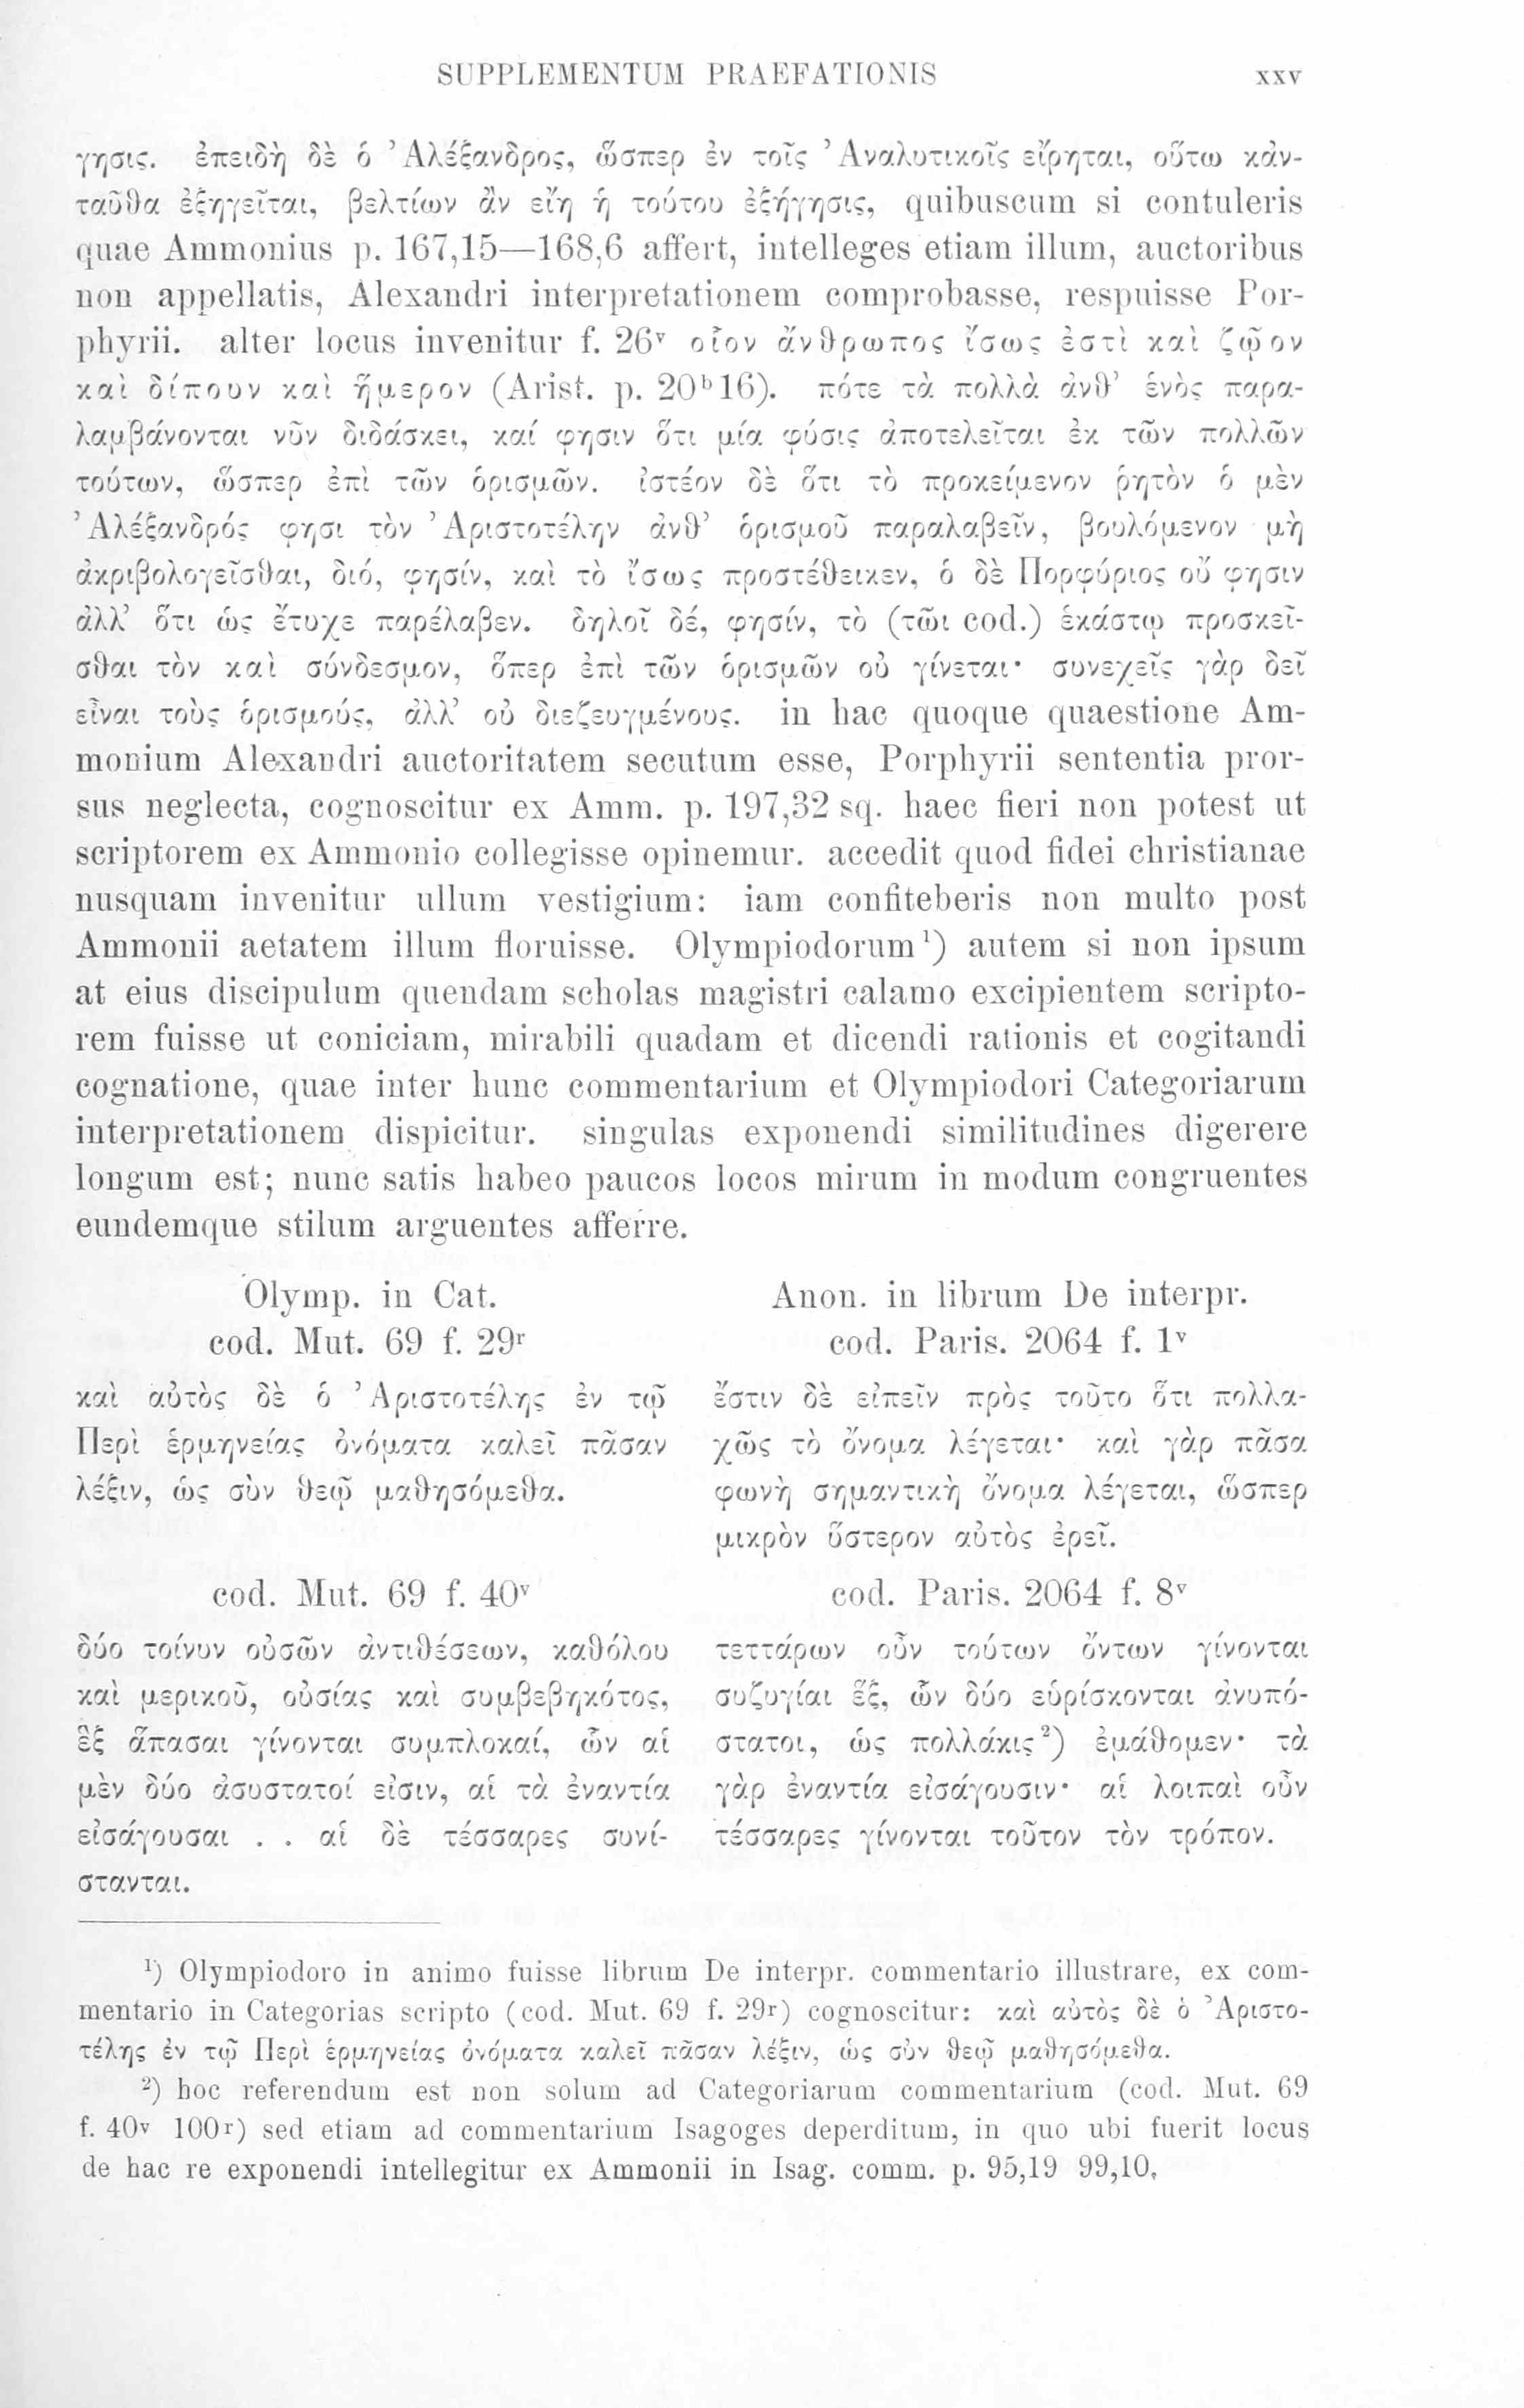 SUPPLEMENTUM PRAEFATIONIS xxv
γησις. ἐπειδὴ δὲ ὁ Ἀλέξανδρος, ὥσπερ ἐν τοῖς Ἀναλυτικοῖς εἴρηται, οὕτω κἀν-
ταῦθα ἐξηγεῖται, βελτίων ἂν εἴη ἡ τούτου ἐξήγησις, quibuscum si contuleris
quae Ammonius p. 167,15—168,6 affert, intelleges etiam illum, auctoribus
non appellatis, Alexandri interpretationem comprobasse, respuisse Por-
phyrii. alter locus invenitur f. 26ᵛ οἷον ἄνθρωπος ἴσως ἐστὶ καὶ ζῷον
καὶ δίπουν καὶ ἥμερον (Arist. p. 20ᵇ16). πότε τὰ πολλὰ ἀνθ’ ἑνὸς παρα-
λαμβάνονται νῦν διδάσκει, καί φησιν ὅτι μία φύσις ἀποτελεῖται ἐκ τῶν πολλῶν
τούτων, ὥσπερ ἐπὶ τῶν ὁρισμῶν. ἰστέον δὲ ὅτι τὸ προκείμενον ῥητὸν ὁ μὲν
Ἀλέξανδρός φησι τὸν Ἀριστοτέλην ἀνθ’ ὁρισμοῦ παραλαβεῖν, βουλόμενον μὴ
ἀκριβολογεῖσθαι, διό, φησίν, καὶ τὸ ἴσως προστέθεικεν, ὁ δὲ Πορφύριος οὔ φησιν
ἀλλ’ ὅτι ὡς ἔτυχε παρέλαβεν. δηλοῖ δέ, φησίν, τὸ (τῶι cod.) ἑκάστῳ προσκεῖ-
σθαι τὸν καὶ σύνδεσμον, ὅπερ ἐπὶ τῶν ὁρισμῶν οὐ γίνεται· συνεχεῖς γὰρ δεῖ
εἶναι τοὺς ὁρισμούς, ἀλλ’ οὐ διεζευγμένους. in hac quoque quaestione Am-
monium Alexandri auctoritatem secutum esse, Porphyrii sententia pror-
sus neglecta, cognoscitur ex Amm. p. 197,32 sq. haec fieri non potest ut
scriptorem ex Ammonio collegisse opinemur. accedit quod fidei christianae
nusquam invenitur ullum vestigium: iam confiteberis non multo post
Ammonii aetatem illum floruisse. Olympiodorum¹) autem si non ipsum
at eius discipulum quendam scholas magistri calamo excipientem scripto-
rem fuisse ut coniciam, mirabili quadam et dicendi rationis et cogitandi
cognatione, quae inter hunc commentarium et Olympiodori Categoriarum
interpretationem dispicitur. singulas exponendi similitudines digerere
longum est; nunc satis habeo paucos locos mirum in modum congruentes
eundemque stilum arguentes afferre.
Olymp. in Cat.
cod. Mut. 69 f. 29ʳ
καὶ αὐτὸς δὲ ὁ Ἀριστοτέλης ἐν τῷ
Περὶ ἑρμηνείας ὀνόματα καλεῖ πᾶσαν
λέξιν, ὡς σὺν θεῷ μαθησόμεθα.
cod. Mut. 69 f. 40ᵛ
δύο τοίνυν οὐσῶν ἀντιθέσεων, καθόλου
καὶ μερικοῦ, οὐσίας καὶ συμβεβηκότος,
ἓξ ἅπασαι γίνονται συμπλοκαί, ὧν αἱ
μὲν δύο ἀσυστατοί εἰσιν, αἱ τὰ ἐναντία
εἰσάγουσαι . . αἱ δὲ τέσσαρες συνί-
στανται.
Anon. in librum De interpr.
cod. Paris. 2064 f. 1ᵛ
ἔστιν δὲ εἰπεῖν πρὸς τοῦτο ὅτι πολλα-
χῶς τὸ ὄνομα λέγεται· καὶ γὰρ πᾶσα
φωνὴ σημαντικὴ ὄνομα λέγεται, ὥσπερ
μικρὸν ὕστερον αὐτὸς ἐρεῖ.
cod. Paris. 2064 f. 8ᵛ
τεττάρων οὖν τούτων ὄντων γίνονται
συζυγίαι ἕξ, ὧν δύο εὑρίσκονται ἀνυπό-
στατοι, ὡς πολλάκις²) ἐμάθομεν· τὰ
γὰρ ἐναντία εἰσάγουσιν· αἱ λοιπαὶ οὖν
τέσσαρες γίνονται τοῦτον τὸν τρόπον.
¹) Olympiodoro in animo fuisse librum De interpr. commentario illustrare, ex com-
mentario in Categorias scripto (cod. Mut. 69 f. 29r) cognoscitur: καὶ αὐτὸς δὲ ὁ Ἀριστο-
τέλης ἐν τῷ Περὶ ἑρμηνείας ὀνόματα καλεῖ πᾶσαν λέξιν, ὡς σὺν θεῷ μαθησόμεθα.
²) hoc referendum est non solum ad Categoriarum commentarium (cod. Mut. 69
f. 40v 100r) sed etiam ad commentarium Isagoges deperditum, in quo ubi fuerit locus
de hac re exponendi intellegitur ex Ammonii in Isag. comm. p. 95,19 99,10,